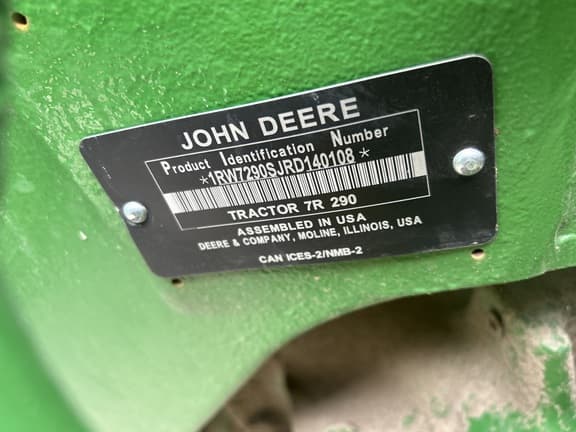 JOHN DEERE
Product Identification Number
*1RW7290SJRD140108*
TRACTOR 7R 290
ASSEMBLED IN USA
DEERE & COMPANY, MOLINE, ILLINOIS, USA
CAN ICES-2/NMB-2